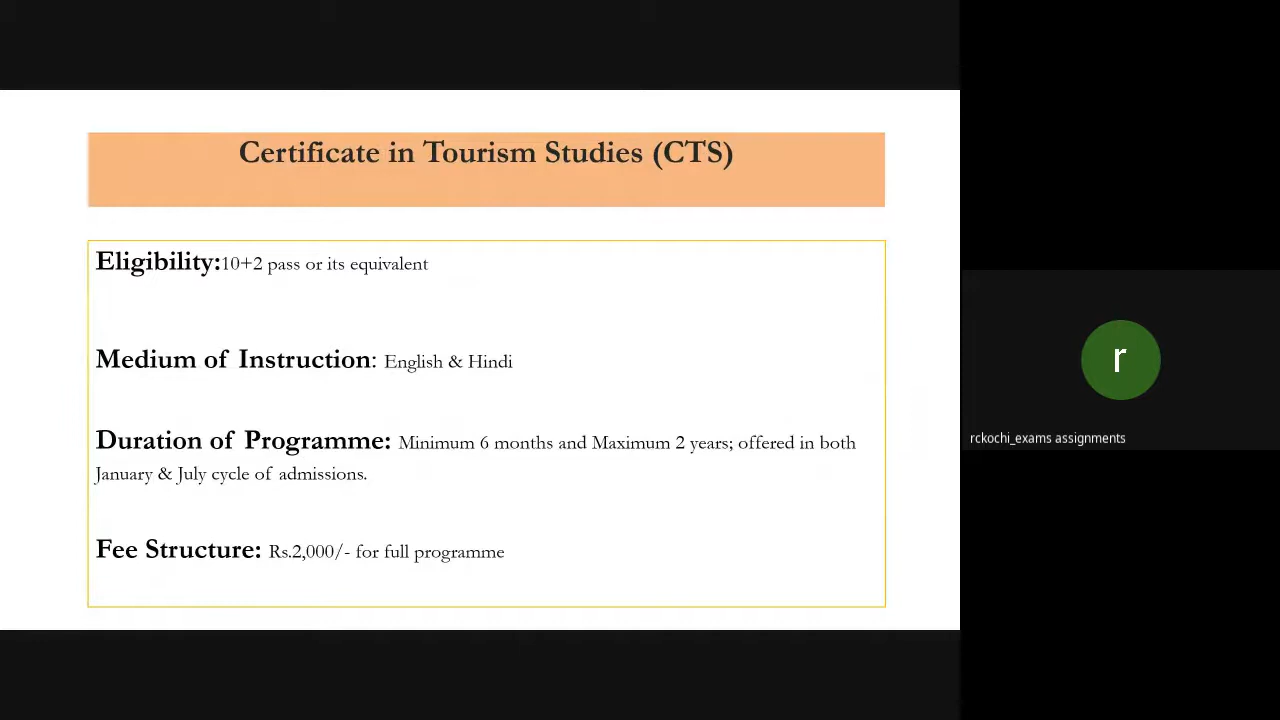 Certificate in Tourism Studies (CTS)
Eligibility:10+2 pass or its equivalent
Medium of Instruction: English & Hindi
Duration of Programme: Minimum 6 months and Maximum 2 years; offered in both
January & July cycle of admissions.
Fee Structure: Rs.2,000/- for full programme
r
rckochi_exams assignments